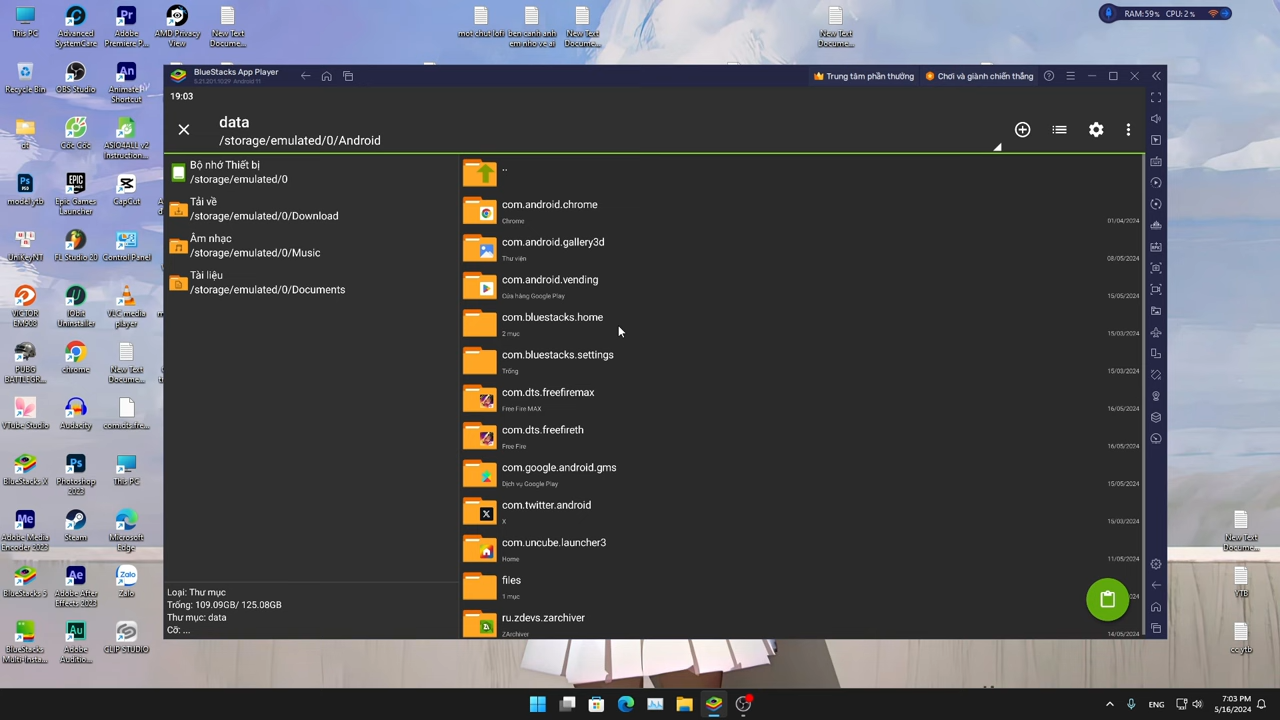 This PC
Advanced
SystemCare
Adobe
Premiere P...
AMD Privacy
View
New Text
Document...
mot chut loi
ben canh anh
em nho ve ai
New Text
Docume...
New Text
Docume...
RAM:59% CPU:2%
Recycle Bin
OBS Studio
Animate
Shortcut
Cốc Cốc
ASIO4ALL v2
Instruction...
model ytb
Epic Games
Launcher
CapCut
UniKeyNT
FL Studio 20
Control Panel
VICTOR
EM903
IObit
Uninstaller
VLC media
player
PUBG
BATTLEGR...
chrome
New Text
Docume...
VTube Studio
Audacity
com.dts.fre...
BlueStacks X
Photoshop
2023
This PC
Adobe Media
Encoder 2023
Steam
Microsoft
Edge
BlueStacks 5
Adobe After
Effects 2023
Zalo
BlueStacks
Multi-Insta...
Adobe
Auditio...
CLIP STUDIO
New Text
Docume...
YTB
cc ytb
BlueStacks App Player
Trung tâm phần thưởng
Chơi và giành chiến thắng
19:03
data
/storage/emulated/0/Android
Bộ nhớ Thiết bị
/storage/emulated/0
Tải về
/storage/emulated/0/Download
Âm nhạc
/storage/emulated/0/Music
Tài liệu
/storage/emulated/0/Documents
..
com.android.chrome
Chrome
01/04/2024
com.android.gallery3d
Thư viện
08/05/2024
com.android.vending
Cửa hàng Google Play
15/05/2024
com.bluestacks.home
2 mục
15/03/2024
com.bluestacks.settings
Trống
15/03/2024
com.dts.freefiremax
Free Fire MAX
16/05/2024
com.dts.freefireth
Free Fire
16/05/2024
com.google.android.gms
Dịch vụ Google Play
15/05/2024
com.twitter.android
X
15/03/2024
com.uncube.launcher3
Home
11/05/2024
files
1 mục
ru.zdevs.zarchiver
ZArchiver
14/05/2024
Loại: Thư mục
Trống: 109.09GB/ 125.08GB
Thư mục: data
Cỡ: ...
ENG
7:03 PM
5/16/2024